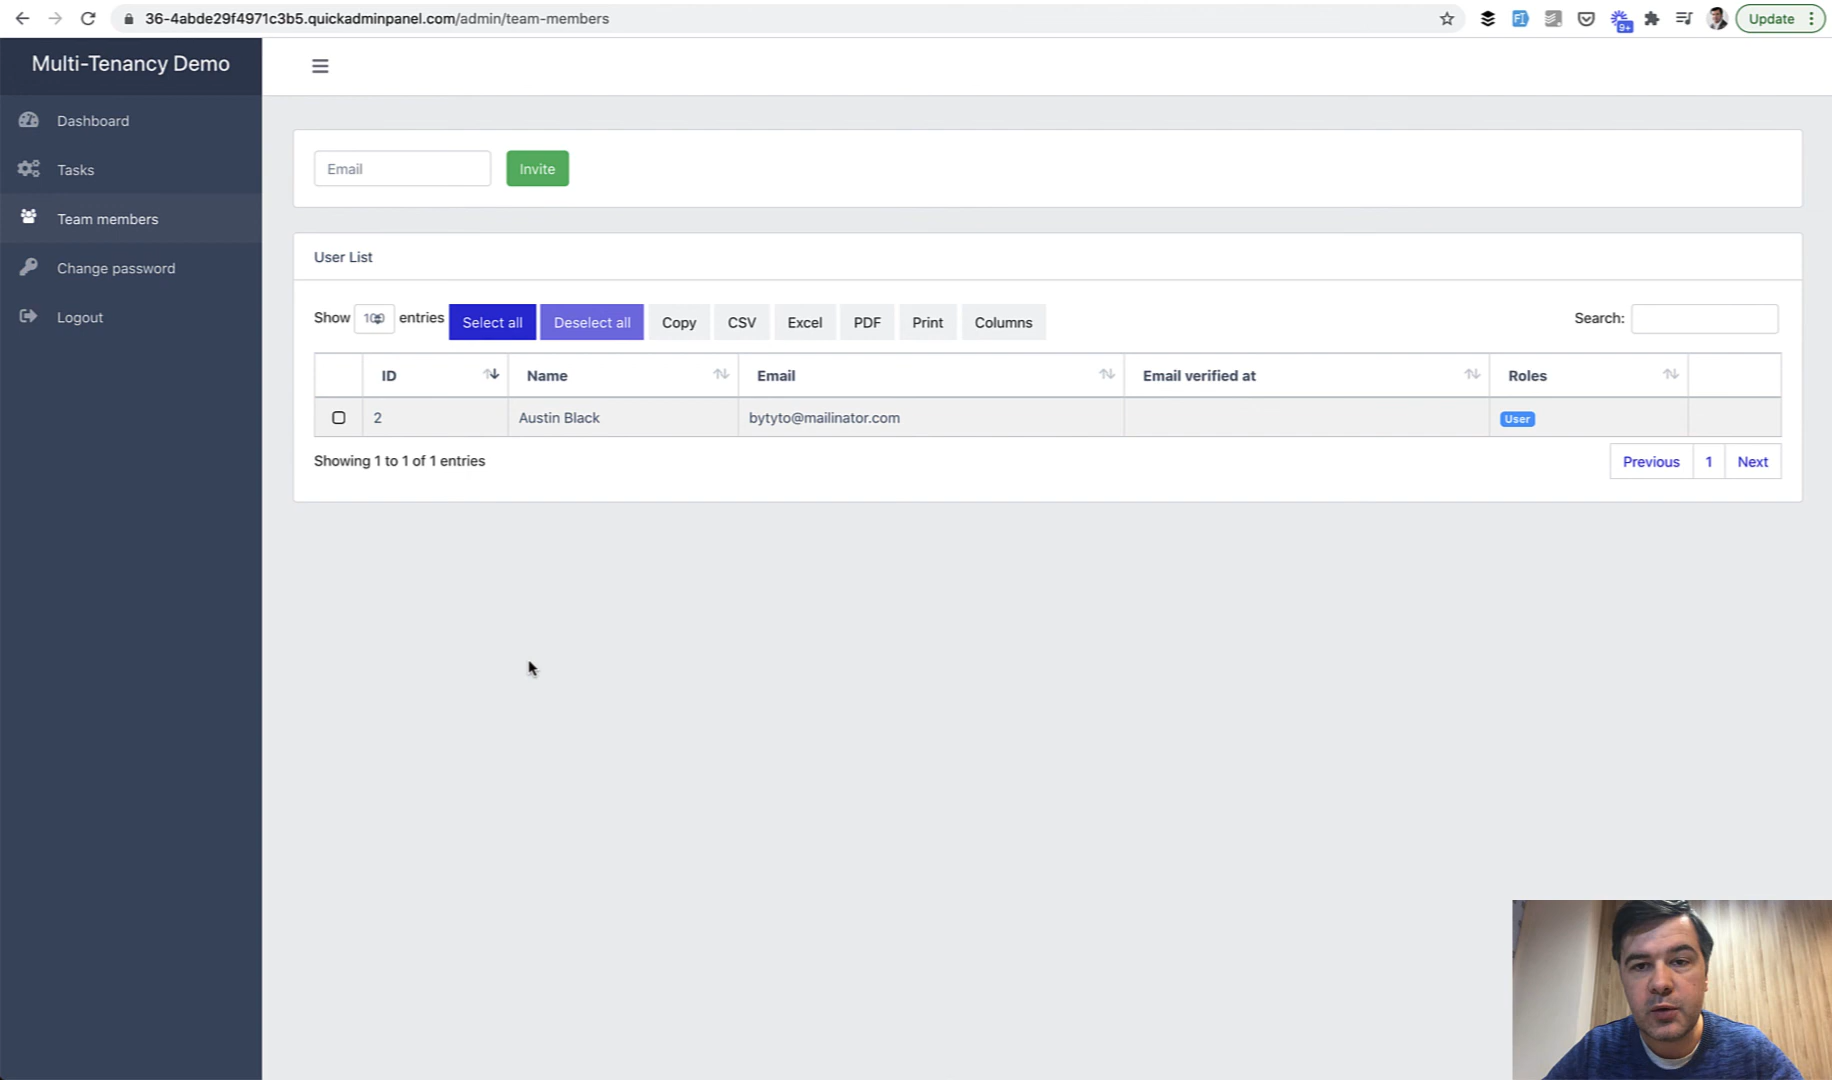 36-4abde29f4971c3b5.quickadminpanel.com/admin/team-members
9+
Update
Multi-Tenancy Demo
Dashboard
Tasks
Team members
Change password
Logout
Email
Invite
User List
Show 100 entries
Select all
Deselect all
Copy
CSV
Excel
PDF
Print
Columns
Search:
ID Name Email Email verified at Roles
2 Austin Black bytyto@mailinator.com User
Showing 1 to 1 of 1 entries
Previous 1 Next